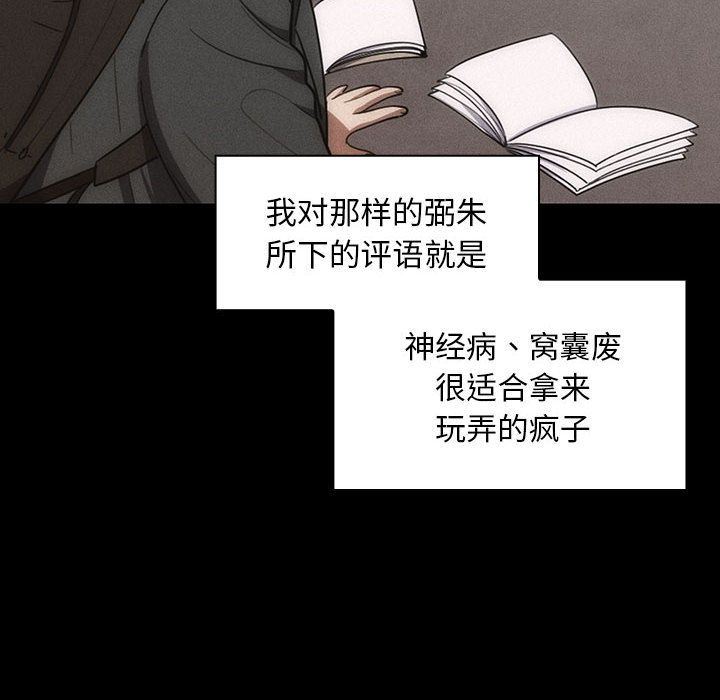 我对那样的弼朱
所下的评语就是
神经病、窝囊废
很适合拿来
玩弄的疯子